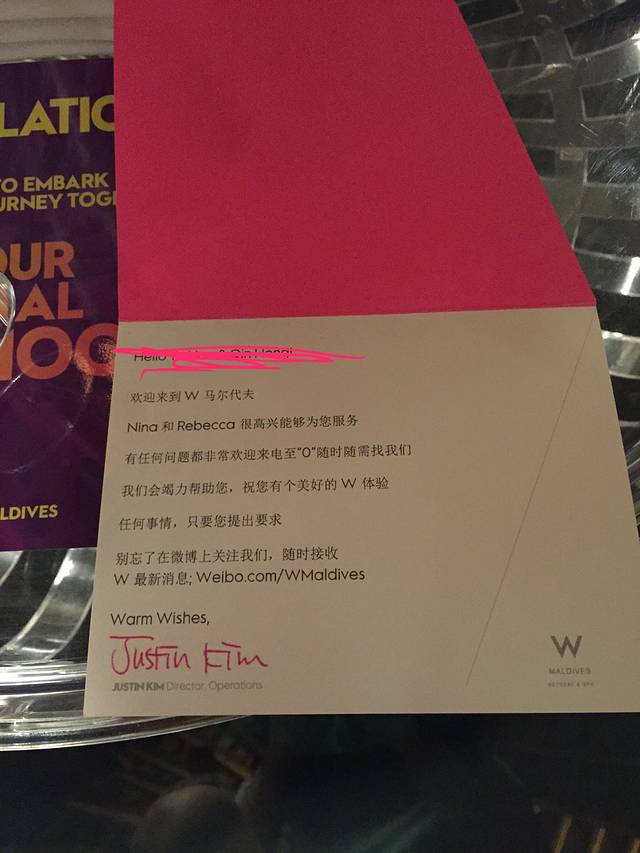 LATIO
O EMBARK
URNEY TOG
OUR
AL
HOO
LDIVES
Hello
欢迎来到 W 马尔代夫
Nina 和 Rebecca 很高兴能够为您服务
有任何问题都非常欢迎来电至"0"随时随需找我们
我们会竭力帮助您，祝您有个美好的 W 体验
任何事情，只要您提出要求
别忘了在微博上关注我们，随时接收
W 最新消息; Weibo.com/WMaldives
Warm Wishes,
Justin Kim
JUSTIN KIM Director, Operations
W
MALDIVES
RETREAT & SPA